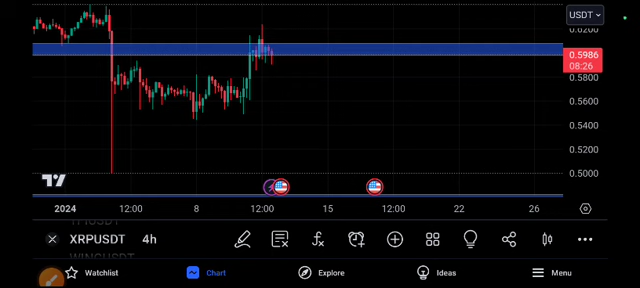 USDT
0.6200
0.5986
08:26
0.5800
0.5600
0.5400
0.5200
0.5000
2024 12:00 8 12:00 15 12:00 22 26
XRPUSDT 4h
Watchlist Chart Explore Ideas Menu